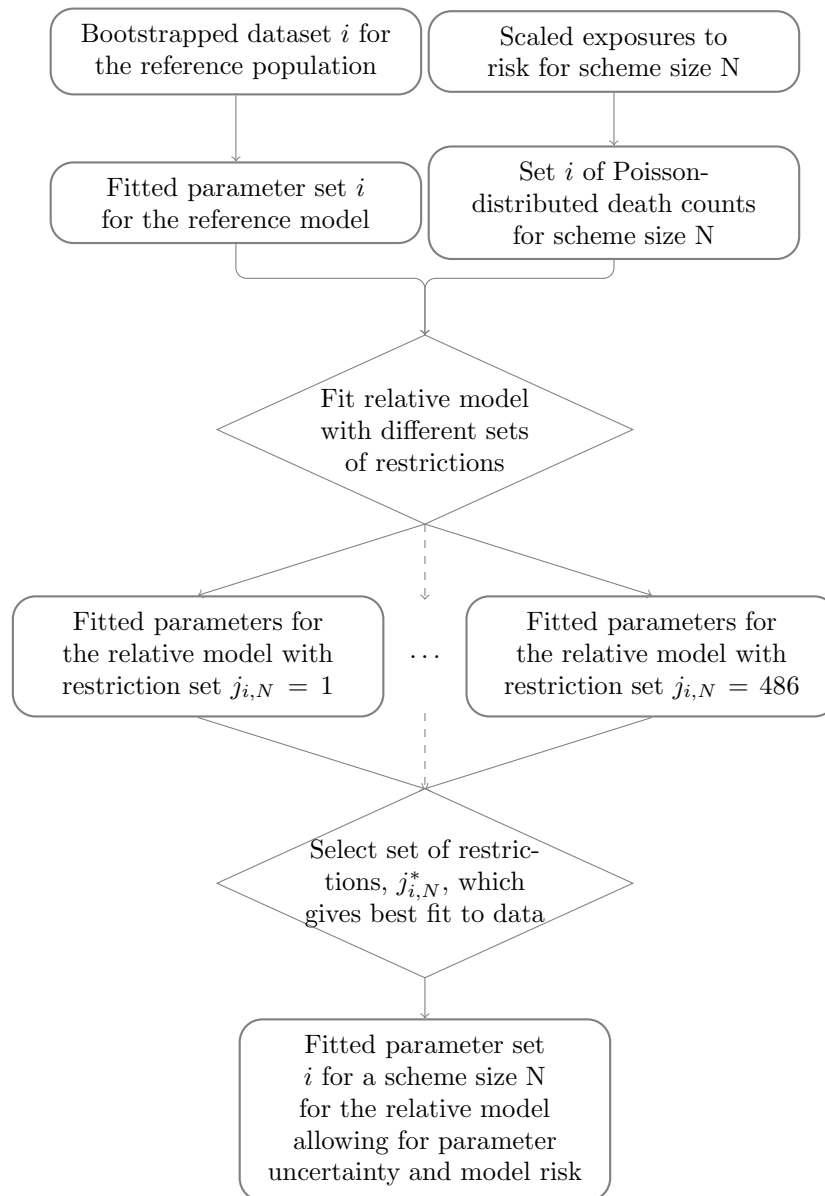 Bootstrapped dataset i for
the reference population
Scaled exposures to
risk for scheme size N
Fitted parameter set i
for the reference model
Set i of Poisson-
distributed death counts
for scheme size N
Fit relative model
with different sets
of restrictions
Fitted parameters for
the relative model with
restriction set j_{i,N} = 1
...
Fitted parameters for
the relative model with
restriction set j_{i,N} = 486
Select set of restric-
tions, j^*_{i,N}, which
gives best fit to data
Fitted parameter set
i for a scheme size N
for the relative model
allowing for parameter
uncertainty and model risk